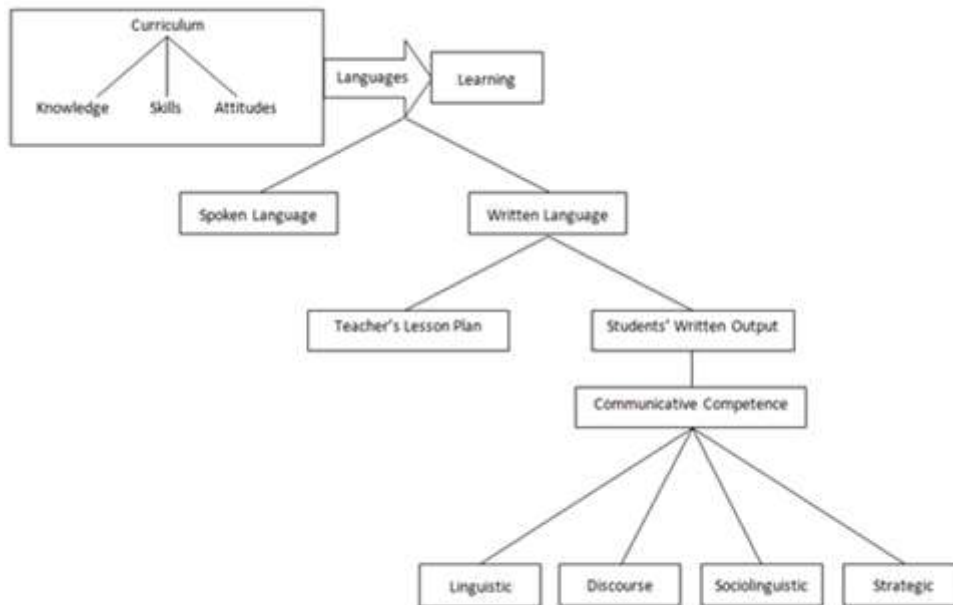 Curriculum
Knowledge Skills Attitudes
Languages
Learning
Spoken Language
Written Language
Teacher's Lesson Plan
Students' Written Output
Communicative Competence
Linguistic
Discourse
Sociolinguistic
Strategic